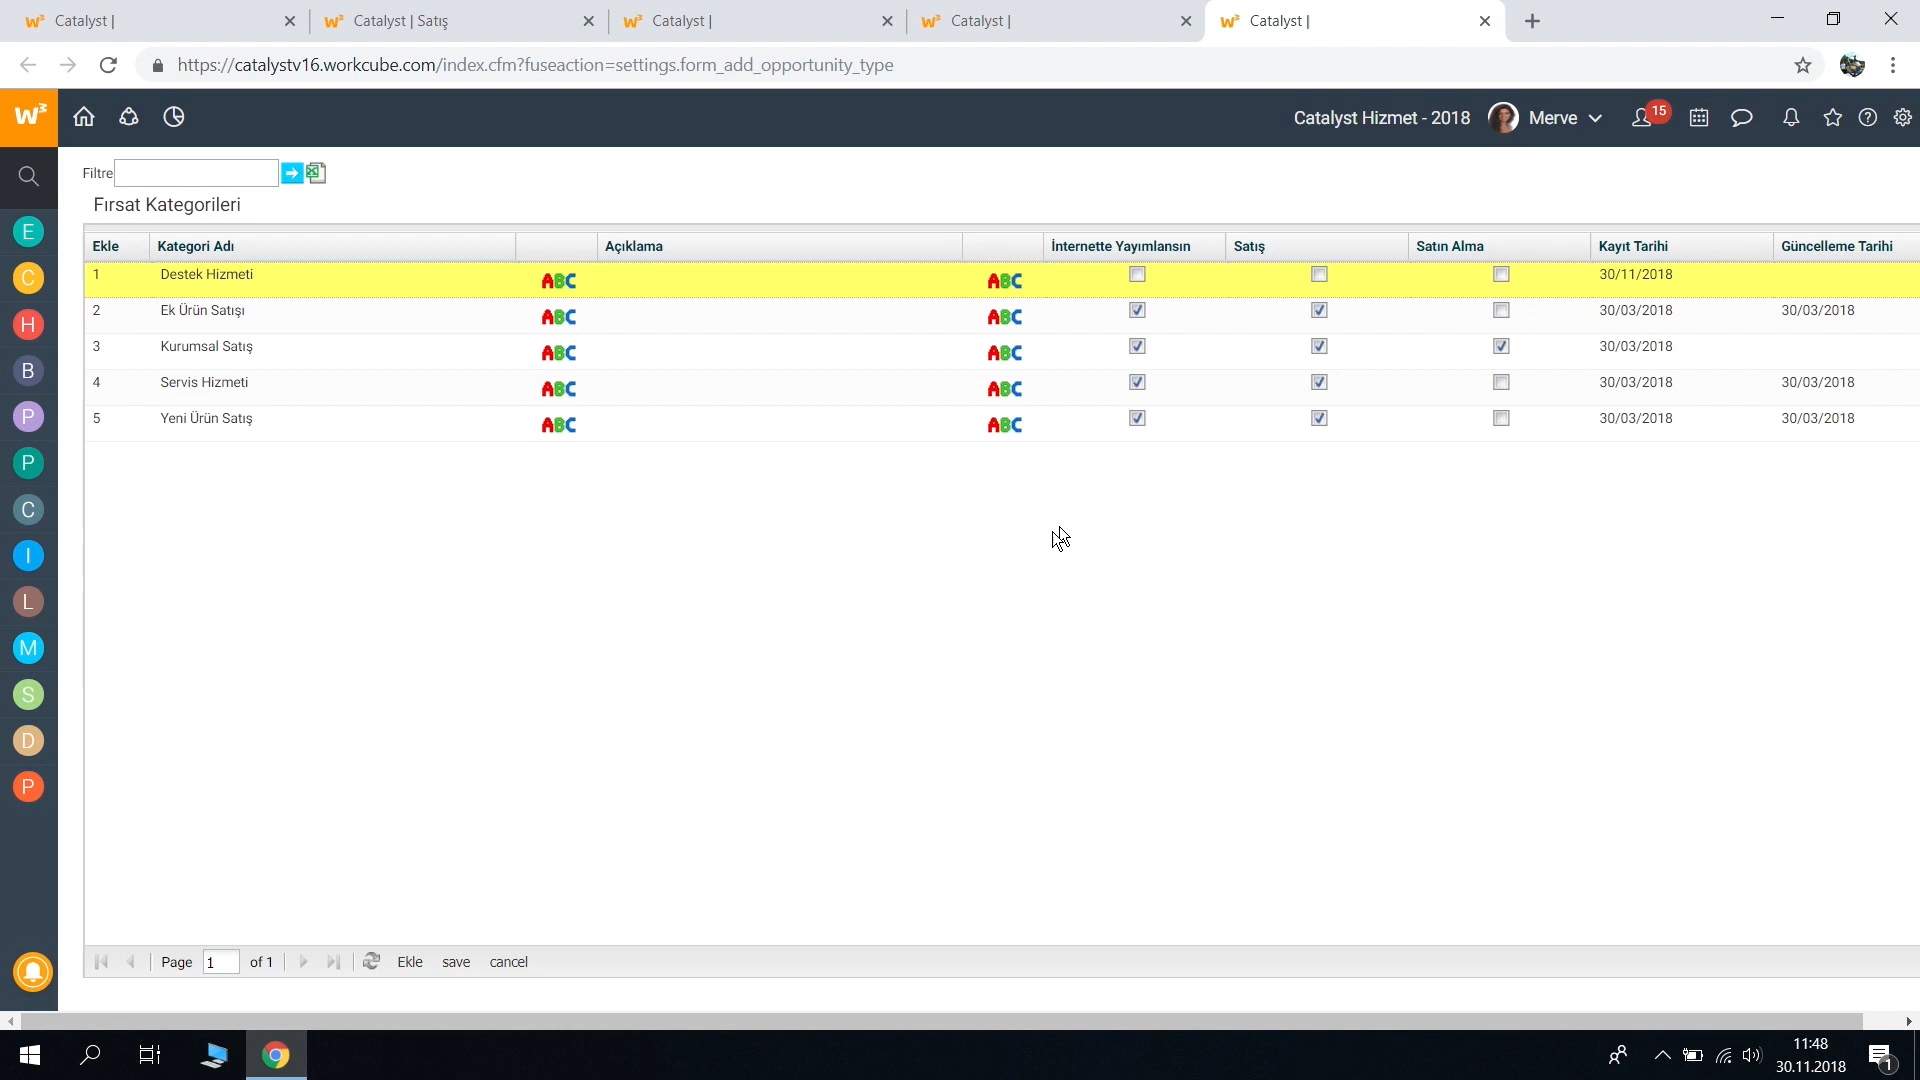 Catalyst |
Catalyst | Satış
Catalyst |
Catalyst |
Catalyst |
https://catalystv16.workcube.com/index.cfm?fuseaction=settings.form_add_opportunity_type
w3
Catalyst Hizmet - 2018
Merve
15
Filtre
Fırsat Kategorileri
Ekle Kategori Adı Açıklama İnternette Yayımlansın Satış Satın Alma Kayıt Tarihi Güncelleme Tarihi
1 Destek Hizmeti ABC ABC 30/11/2018
2 Ek Ürün Satışı ABC ABC 30/03/2018 30/03/2018
3 Kurumsal Satış ABC ABC 30/03/2018
4 Servis Hizmeti ABC ABC 30/03/2018 30/03/2018
5 Yeni Ürün Satış ABC ABC 30/03/2018 30/03/2018
E
C
H
B
P
P
C
I
L
M
S
D
P
Page 1 of 1 Ekle save cancel
11:48
30.11.2018
1